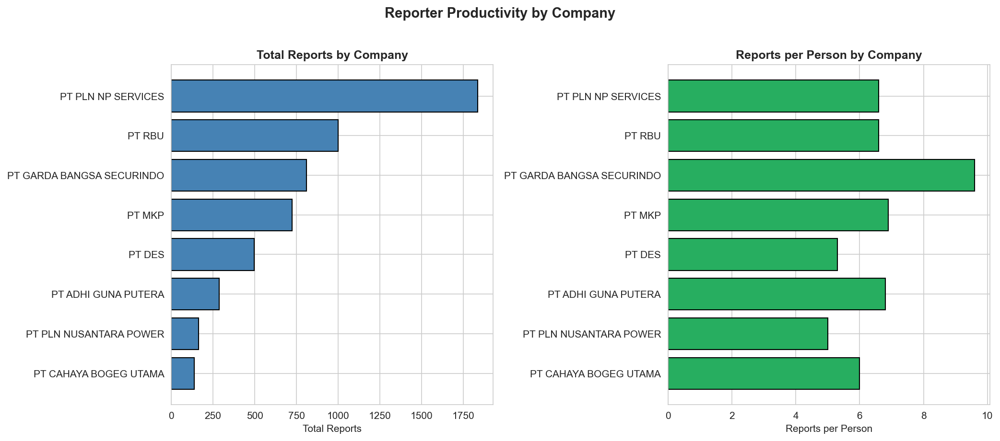 Reporter Productivity by Company
Total Reports by Company
PT PLN NP SERVICES
PT RBU
PT GARDA BANGSA SECURINDO
PT MKP
PT DES
PT ADHI GUNA PUTERA
PT PLN NUSANTARA POWER
PT CAHAYA BOGEG UTAMA
0 250 500 750 1000 1250 1500 1750
Total Reports
Reports per Person by Company
PT PLN NP SERVICES
PT RBU
PT GARDA BANGSA SECURINDO
PT MKP
PT DES
PT ADHI GUNA PUTERA
PT PLN NUSANTARA POWER
PT CAHAYA BOGEG UTAMA
0 2 4 6 8 10
Reports per Person